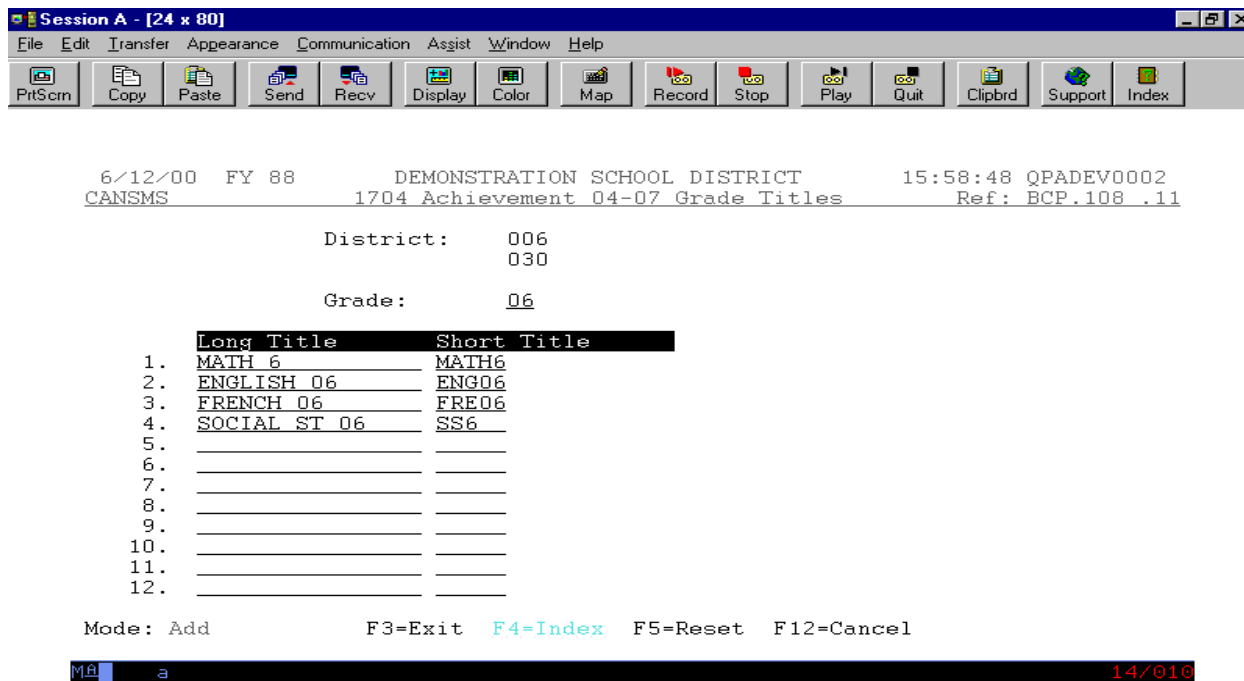 Session A - [24 x 80]
File Edit Transfer Appearance Communication Assist Window Help
PrtScrn Copy Paste Send Recv Display Color Map Record Stop Play Quit Clipbrd Support Index
6/12/00 FY 88 DEMONSTRATION SCHOOL DISTRICT 15:58:48 QPADEV0002
CANSMS 1704 Achievement 04-07 Grade Titles Ref: BCP.108 .11
District: 006
030
Grade: 06
Long Title Short Title
1. MATH 6 MATH6
2. ENGLISH 06 ENG06
3. FRENCH 06 FRE06
4. SOCIAL ST 06 SS6
5.
6.
7.
8.
9.
10.
11.
12.
Mode: Add F3=Exit F4=Index F5=Reset F12=Cancel
MA a 14/010